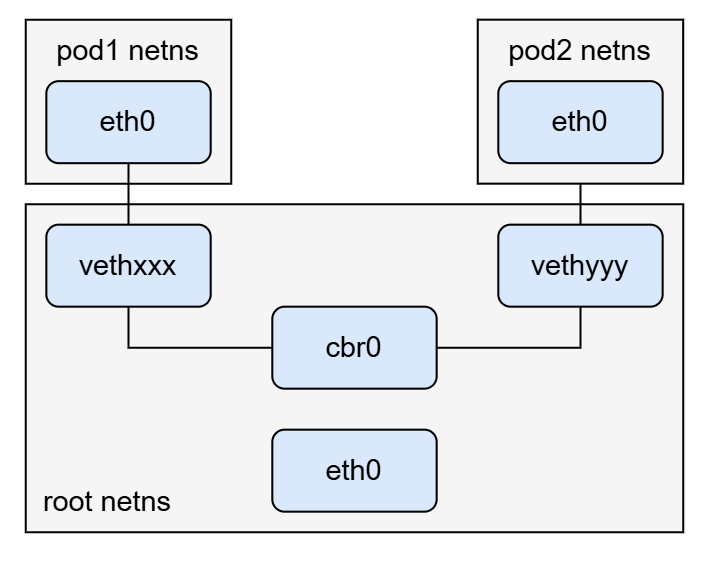 pod1 netns
pod2 netns
eth0
eth0
vethxxx
vethyyy
cbr0
eth0
root netns